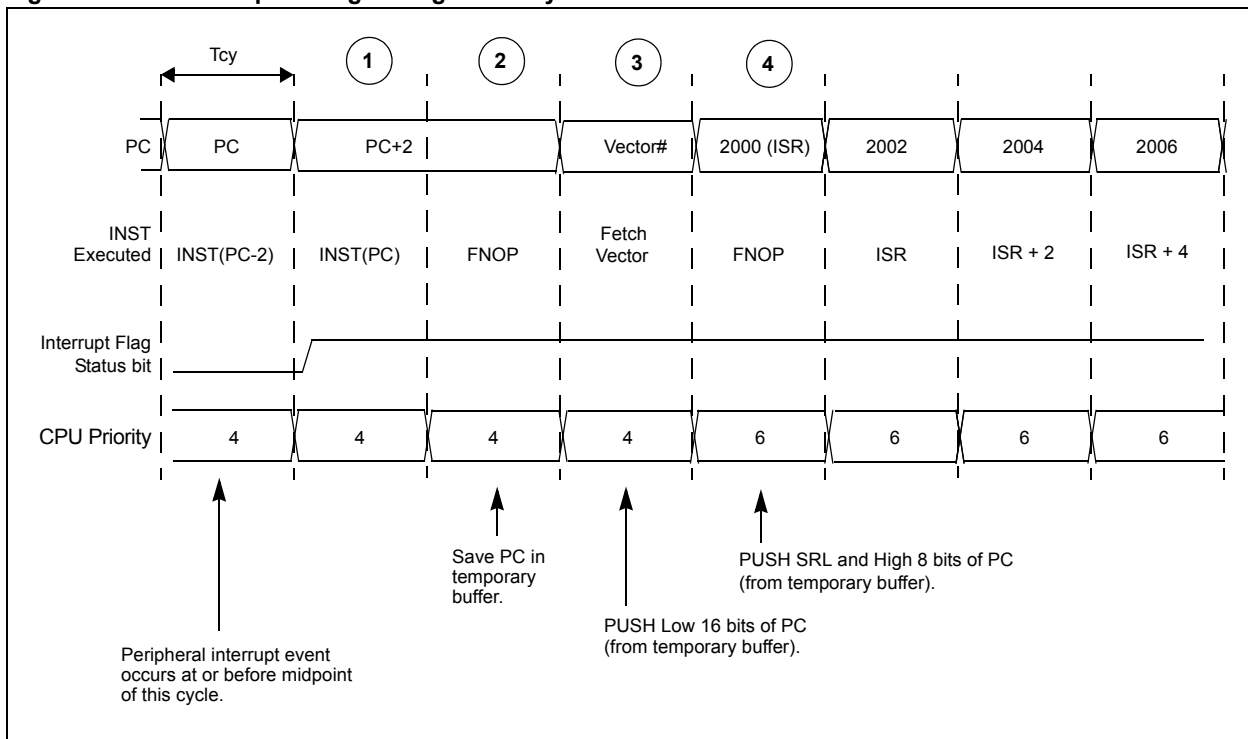 Tcy
1
2
3
4
PC
PC
PC+2
Vector#
2000 (ISR)
2002
2004
2006
INST
Executed
INST(PC-2)
INST(PC)
FNOP
Fetch
Vector
FNOP
ISR
ISR + 2
ISR + 4
Interrupt Flag
Status bit
CPU Priority
4
4
4
4
6
6
6
6
Save PC in
temporary
buffer.
PUSH SRL and High 8 bits of PC
(from temporary buffer).
PUSH Low 16 bits of PC
(from temporary buffer).
Peripheral interrupt event
occurs at or before midpoint
of this cycle.